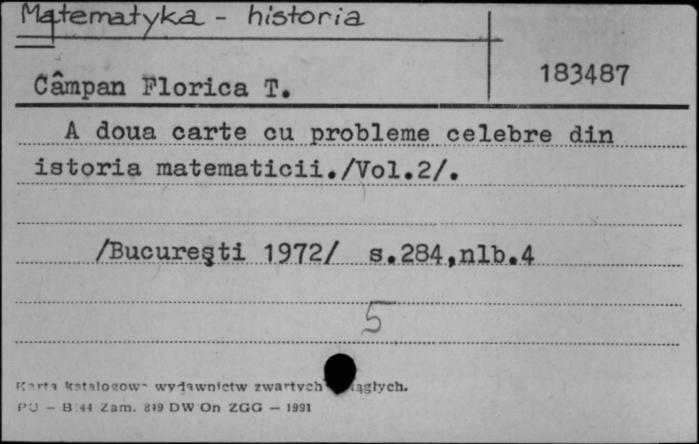 Matematyka - historia
183487
Câmpan Florica T.
A doua carte cu probleme celebre din
istoria matematicii./Vol.2/.
/Bucureşti 1972/ s.284,nlb.4
5
Karta katalogowa wydawnictw zwartych ciągłych.
PU – B 44 Zam. 849 DW On ZGG – 1991